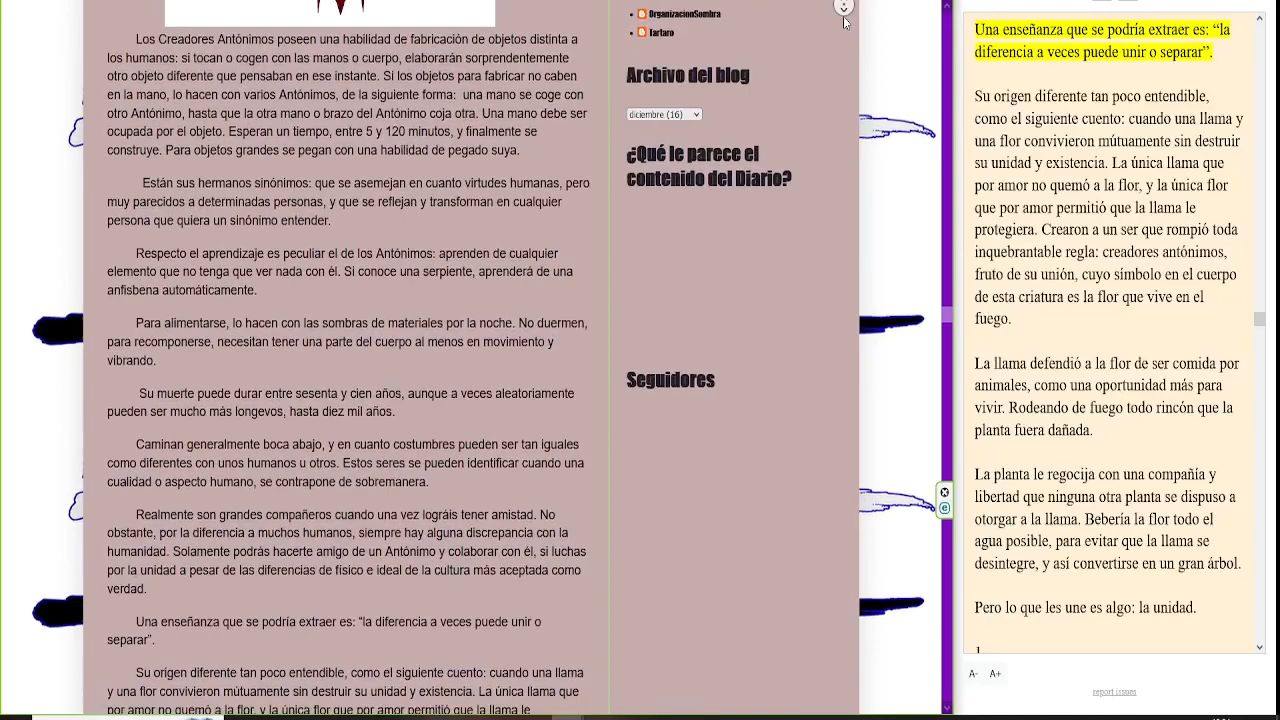 Los Creadores Antónimos poseen una habilidad de fabricación de objetos distinta a
los humanos: si tocan o cogen con las manos o cuerpo, elaborarán sorprendentemente
otro objeto diferente que pensaban en ese instante. Si los objetos para fabricar no caben
en la mano, lo hacen con varios Antónimos, de la siguiente forma: una mano se coge con
otro Antónimo, hasta que la otra mano o brazo del Antónimo coja otra. Una mano debe ser
ocupada por el objeto. Esperan un tiempo, entre 5 y 120 minutos, y finalmente se
construye. Para objetos grandes se pegan con una habilidad de pegado suya.
Están sus hermanos sinónimos: que se asemejan en cuanto virtudes humanas, pero
muy parecidos a determinadas personas, y que se reflejan y transforman en cualquier
persona que quiera un sinónimo entender.
Respecto el aprendizaje es peculiar el de los Antónimos: aprenden de cualquier
elemento que no tenga que ver nada con él. Si conoce una serpiente, aprenderá de una
anfisbena automáticamente.
Para alimentarse, lo hacen con las sombras de materiales por la noche. No duermen,
para recomponerse, necesitan tener una parte del cuerpo al menos en movimiento y
vibrando.
Su muerte puede durar entre sesenta y cien años, aunque a veces aleatoriamente
pueden ser mucho más longevos, hasta diez mil años.
Caminan generalmente boca abajo, y en cuanto costumbres pueden ser tan iguales
como diferentes con unos humanos u otros. Estos seres se pueden identificar cuando una
cualidad o aspecto humano, se contrapone de sobremanera.
Realmente son grandes compañeros cuando una vez lográis tener amistad. No
obstante, por la diferencia a muchos humanos, siempre hay alguna discrepancia con la
humanidad. Solamente podrás hacerte amigo de un Antónimo y colaborar con él, si luchas
por la unidad a pesar de las diferencias de físico e ideal de la cultura más aceptada como
verdad.
Una enseñanza que se podría extraer es: “la diferencia a veces puede unir o
separar”.
Su origen diferente tan poco entendible, como el siguiente cuento: cuando una llama
y una flor convivieron mútuamente sin destruir su unidad y existencia. La única llama que
por amor no quemó a la flor, y la única flor que por amor permitió que la llama le
OrganizacionSombra
Tartaro
Archivo del blog
diciembre (16)
¿Qué le parece el
contenido del Diario?
Seguidores
Una enseñanza que se podría extraer es: “la
diferencia a veces puede unir o separar”.
Su origen diferente tan poco entendible,
como el siguiente cuento: cuando una llama y
una flor convivieron mútuamente sin destruir
su unidad y existencia. La única llama que
por amor no quemó a la flor, y la única flor
que por amor permitió que la llama le
protegiera. Crearon a un ser que rompió toda
inquebrantable regla: creadores antónimos,
fruto de su unión, cuyo símbolo en el cuerpo
de esta criatura es la flor que vive en el
fuego.
La llama defendió a la flor de ser comida por
animales, como una oportunidad más para
vivir. Rodeando de fuego todo rincón que la
planta fuera dañada.
La planta le regocija con una compañía y
libertad que ninguna otra planta se dispuso a
otorgar a la llama. Bebería la flor todo el
agua posible, para evitar que la llama se
desintegre, y así convertirse en un gran árbol.
Pero lo que les une es algo: la unidad.
A- A+
report issues